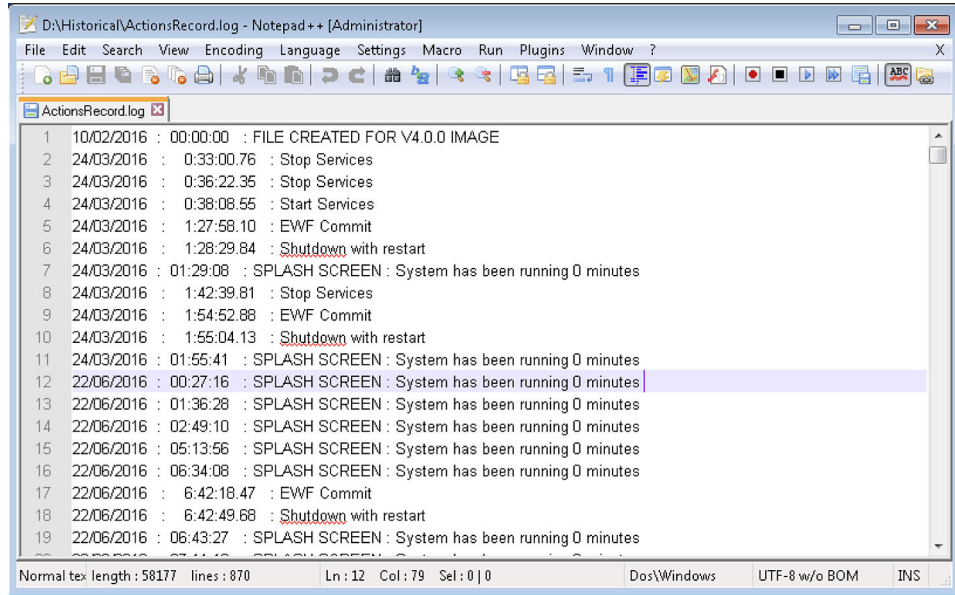 D:\Historical\ActionsRecord.log - Notepad++ [Administrator]
File Edit Search View Encoding Language Settings Macro Run Plugins Window ? X
ABC
ActionsRecord.log
1 10/02/2016 : 00:00:00 : FILE CREATED FOR V4.0.0 IMAGE
2 24/03/2016 : 0:33:00.76 : Stop Services
3 24/03/2016 : 0:36:22.35 : Stop Services
4 24/03/2016 : 0:38:08.55 : Start Services
5 24/03/2016 : 1:27:58.10 : EWF Commit
6 24/03/2016 : 1:28:29.84 : Shutdown with restart
7 24/03/2016 : 01:29:08 : SPLASH SCREEN : System has been running 0 minutes
8 24/03/2016 : 1:42:39.81 : Stop Services
9 24/03/2016 : 1:54:52.88 : EWF Commit
10 24/03/2016 : 1:55:04.13 : Shutdown with restart
11 24/03/2016 : 01:55:41 : SPLASH SCREEN : System has been running 0 minutes
12 22/06/2016 : 00:27:16 : SPLASH SCREEN : System has been running 0 minutes
13 22/06/2016 : 01:36:28 : SPLASH SCREEN : System has been running 0 minutes
14 22/06/2016 : 02:49:10 : SPLASH SCREEN : System has been running 0 minutes
15 22/06/2016 : 05:13:56 : SPLASH SCREEN : System has been running 0 minutes
16 22/06/2016 : 06:34:08 : SPLASH SCREEN : System has been running 0 minutes
17 22/06/2016 : 6:42:18.47 : EWF Commit
18 22/06/2016 : 6:42:49.68 : Shutdown with restart
19 22/06/2016 : 06:43:27 : SPLASH SCREEN : System has been running 0 minutes
Normal tex length : 58177 lines : 870 Ln : 12 Col : 79 Sel : 0 | 0 Dos\Windows UTF-8 w/o BOM INS